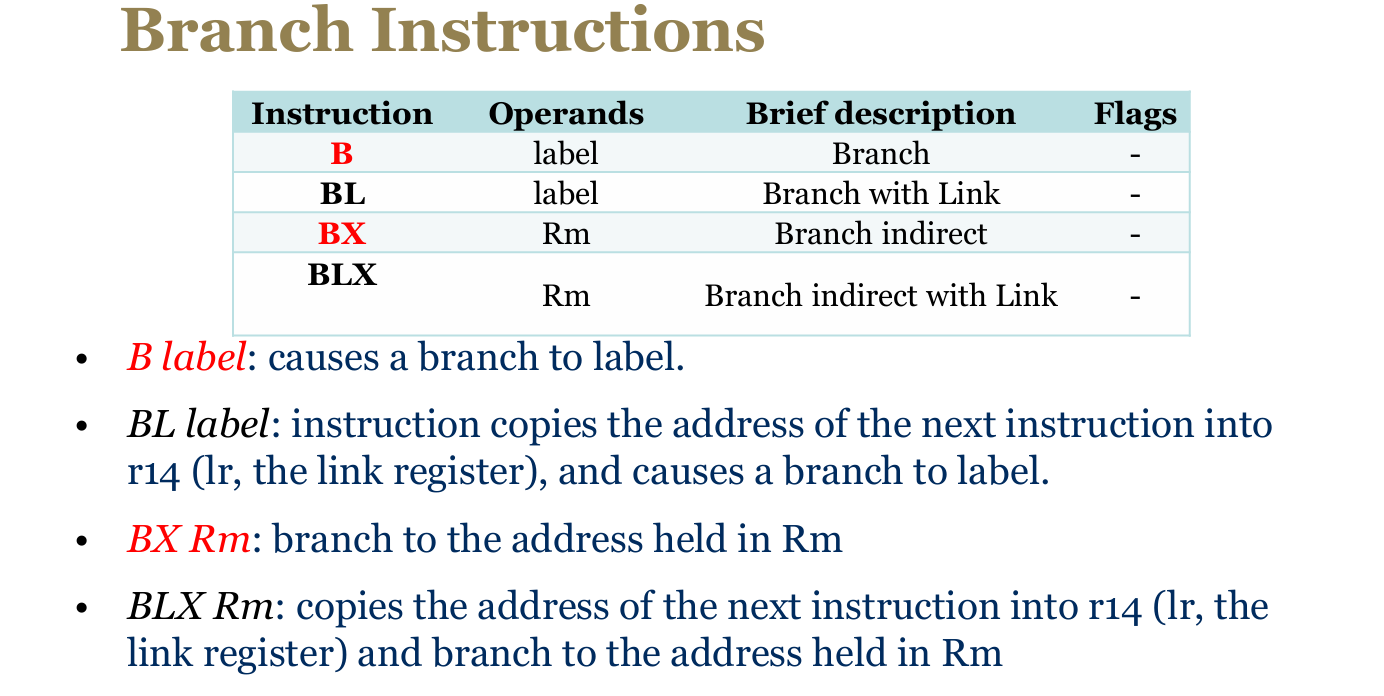 Branch Instructions
Instruction Operands Brief description Flags
B label Branch -
BL label Branch with Link -
BX Rm Branch indirect -
BLX Rm Branch indirect with Link -
• B label: causes a branch to label.
• BL label: instruction copies the address of the next instruction into
r14 (lr, the link register), and causes a branch to label.
• BX Rm: branch to the address held in Rm
• BLX Rm: copies the address of the next instruction into r14 (lr, the
link register) and branch to the address held in Rm